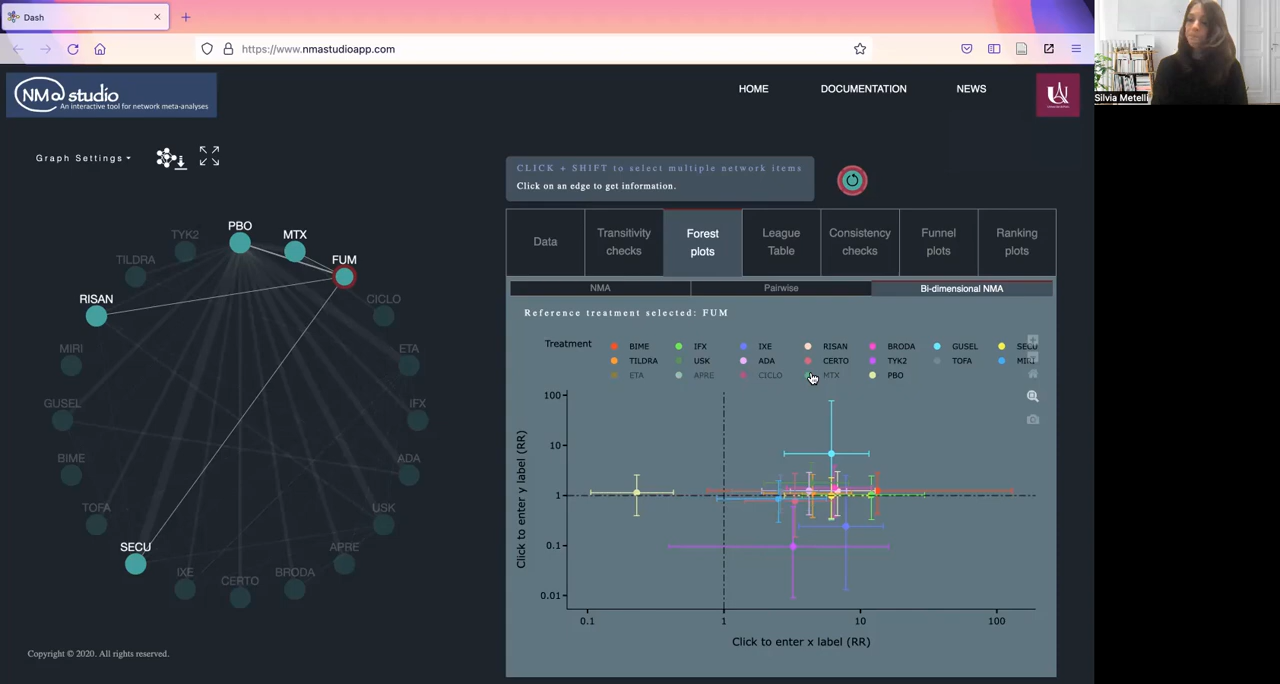 Dash
https://www.nmastudioapp.com
Silvia Metelli
NM@studio
An interactive tool for network meta-analyses
HOME
DOCUMENTATION
NEWS
Graph Settings
CLICK + SHIFT to select multiple network items
Click on an edge to get information.
Data
Transitivity checks
Forest plots
League Table
Consistency checks
Funnel plots
Ranking plots
NMA
Pairwise
Bi-dimensional NMA
Reference treatment selected: FUM
Treatment
BIME IFX IXE RISAN BRODA GUSEL SECU
TILDRA USK ADA CERTO TYK2 TOFA MIRI
ETA APRE CICLO MTX PBO
100
10
1
0.1
0.01
Click to enter y label (RR)
0.1 1 10 100
Click to enter x label (RR)
PBO
MTX
FUM
CICLO
ETA
IFX
ADA
USK
APRE
BRODA
CERTO
IXE
SECU
TOFA
BIME
GUSEL
MIRI
RISAN
TILDRA
TYK2
Copyright © 2020. All rights reserved.